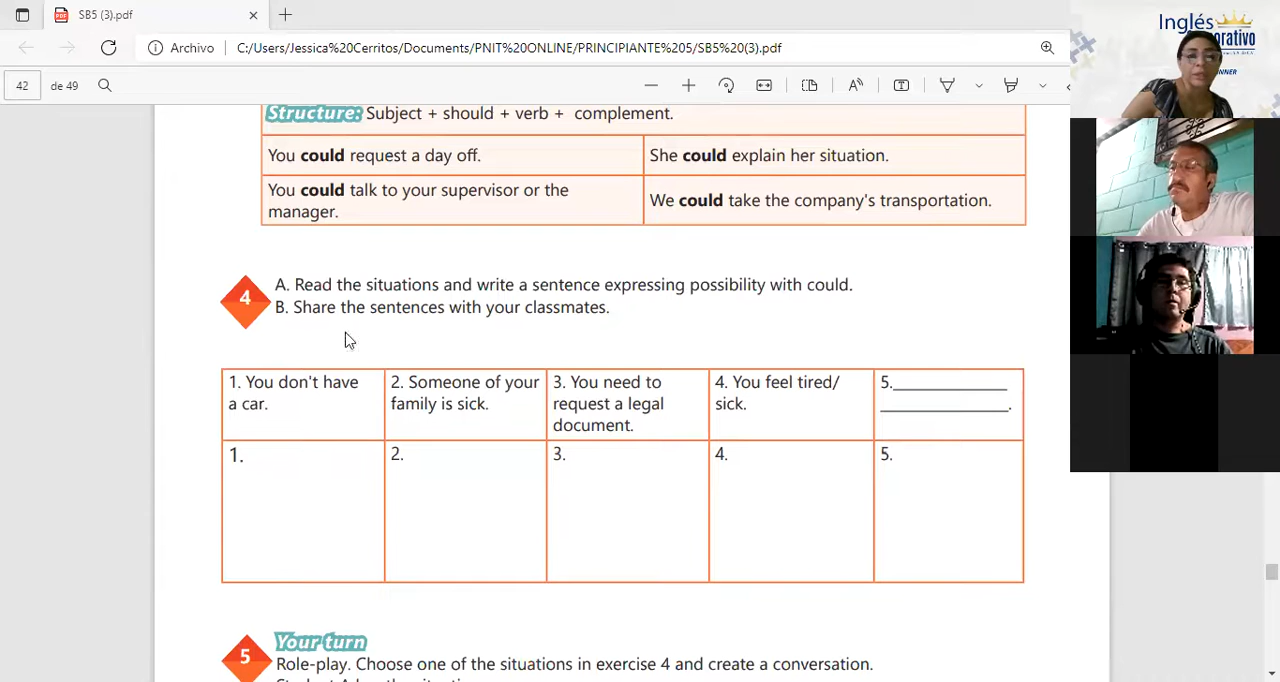 SB5 (3).pdf
Archivo
C:/Users/Jessica%20Cerritos/Documents/PNIT%20ONLINE/PRINCIPIANTE%205/SB5%20(3).pdf
42 de 49
Structure: Subject + should + verb + complement.
You could request a day off.
She could explain her situation.
You could talk to your supervisor or the
manager.
We could take the company's transportation.
4
A. Read the situations and write a sentence expressing possibility with could.
B. Share the sentences with your classmates.
1. You don't have
a car.
2. Someone of your
family is sick.
3. You need to
request a legal
document.
4. You feel tired/
sick.
5.____________
______________.
1.
2.
3.
4.
5.
5
Your turn
Role-play. Choose one of the situations in exercise 4 and create a conversation.
Inglés